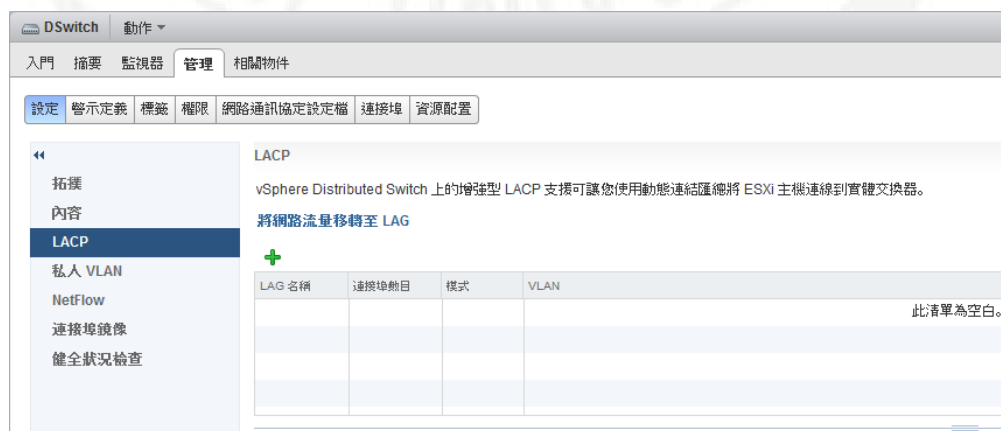 DSwitch 動作
入門 摘要 監視器 管理 相關物件
設定 警示定義 標籤 權限 網路通訊協定設定檔 連接埠 資源配置
拓撲
內容
LACP
私人 VLAN
NetFlow
連接埠鏡像
健全狀況檢查
LACP
vSphere Distributed Switch 上的增強型 LACP 支援可讓您使用動態連結匯總將 ESXi 主機連線到實體交換器。
將網路流量移轉至 LAG
LAG 名稱 連接埠數目 模式 VLAN
此清單為空白。